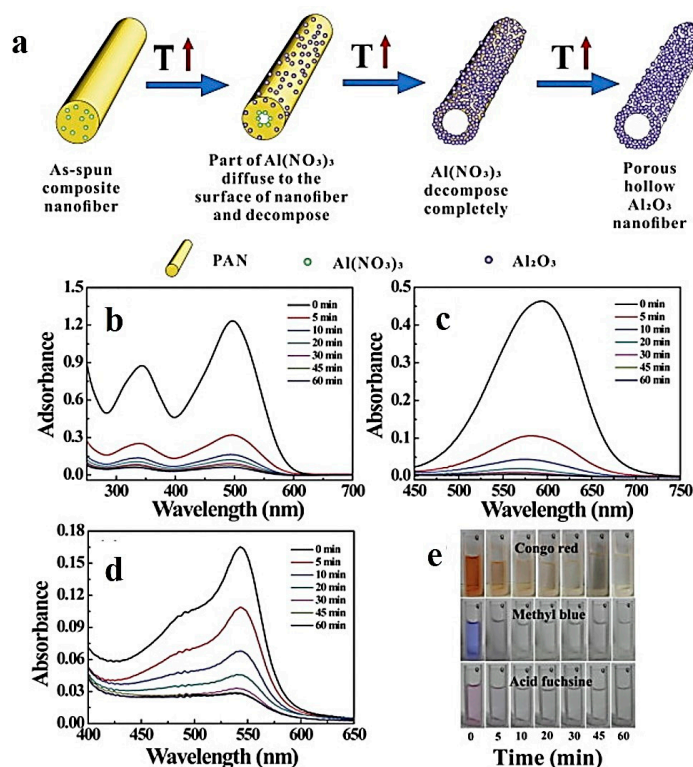 a
T
T
T
As-spun
composite
nanofiber
Part of Al(NO₃)₃
diffuse to the
surface of nanofiber
and decompose
Al(NO₃)₃
decompose
completely
Porous
hollow
Al₂O₃
nanofiber
PAN
Al(NO₃)₃
Al₂O₃
b
0 min
5 min
10 min
20 min
30 min
45 min
60 min
1.5
1.2
0.9
0.6
0.3
0.0
Adsorbance
300 400 500 600 700
Wavelength (nm)
c
0 min
5 min
10 min
20 min
30 min
45 min
60 min
0.5
0.4
0.3
0.2
0.1
0.0
Absorbance
450 500 550 600 650 700 750
Wavelength (nm)
d
0 min
5 min
10 min
20 min
30 min
45 min
60 min
0.18
0.15
0.12
0.09
0.06
0.03
0.00
Absorbance
400 450 500 550 600 650
Wavelength (nm)
e
Congo red
Methyl blue
Acid fuchsine
0 5 10 20 30 45 60
Time (min)